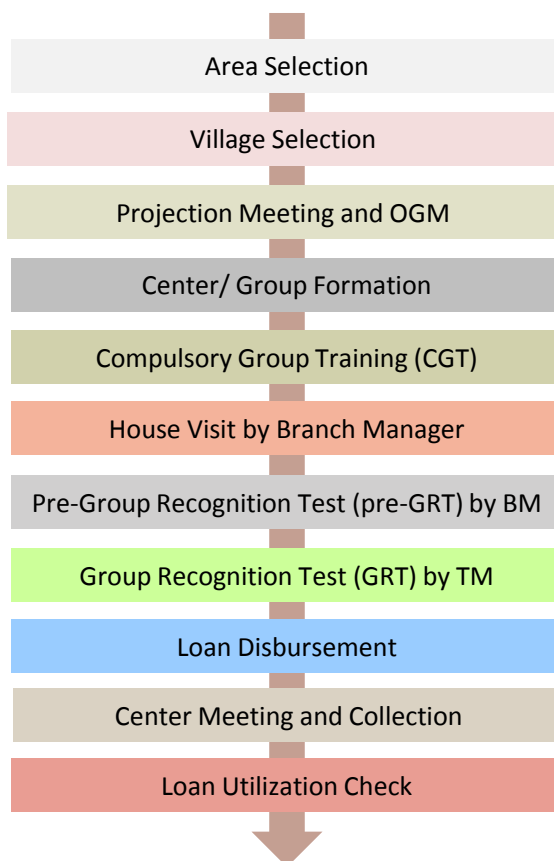 Area Selection
Village Selection
Projection Meeting and OGM
Center/ Group Formation
Compulsory Group Training (CGT)
House Visit by Branch Manager
Pre-Group Recognition Test (pre-GRT) by BM
Group Recognition Test (GRT) by TM
Loan Disbursement
Center Meeting and Collection
Loan Utilization Check